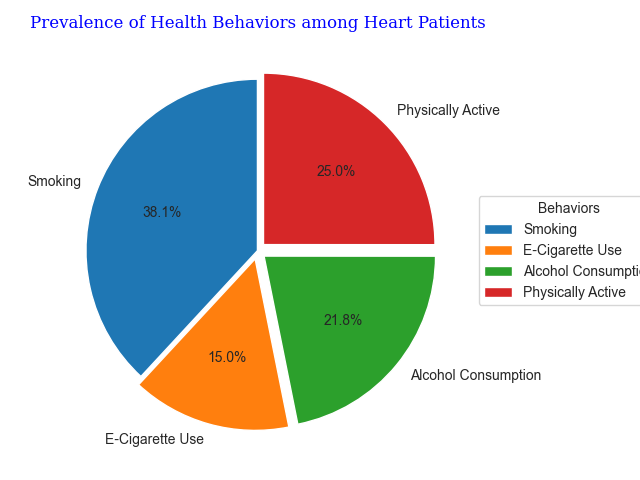 Prevalence of Health Behaviors among Heart Patients
Physically Active
Smoking
25.0%
38.1%
Behaviors
Smoking
E-Cigarette Use
Alcohol Consumpti
Physically Active
21.8%
15.0%
Alcohol Consumption
E-Cigarette Use